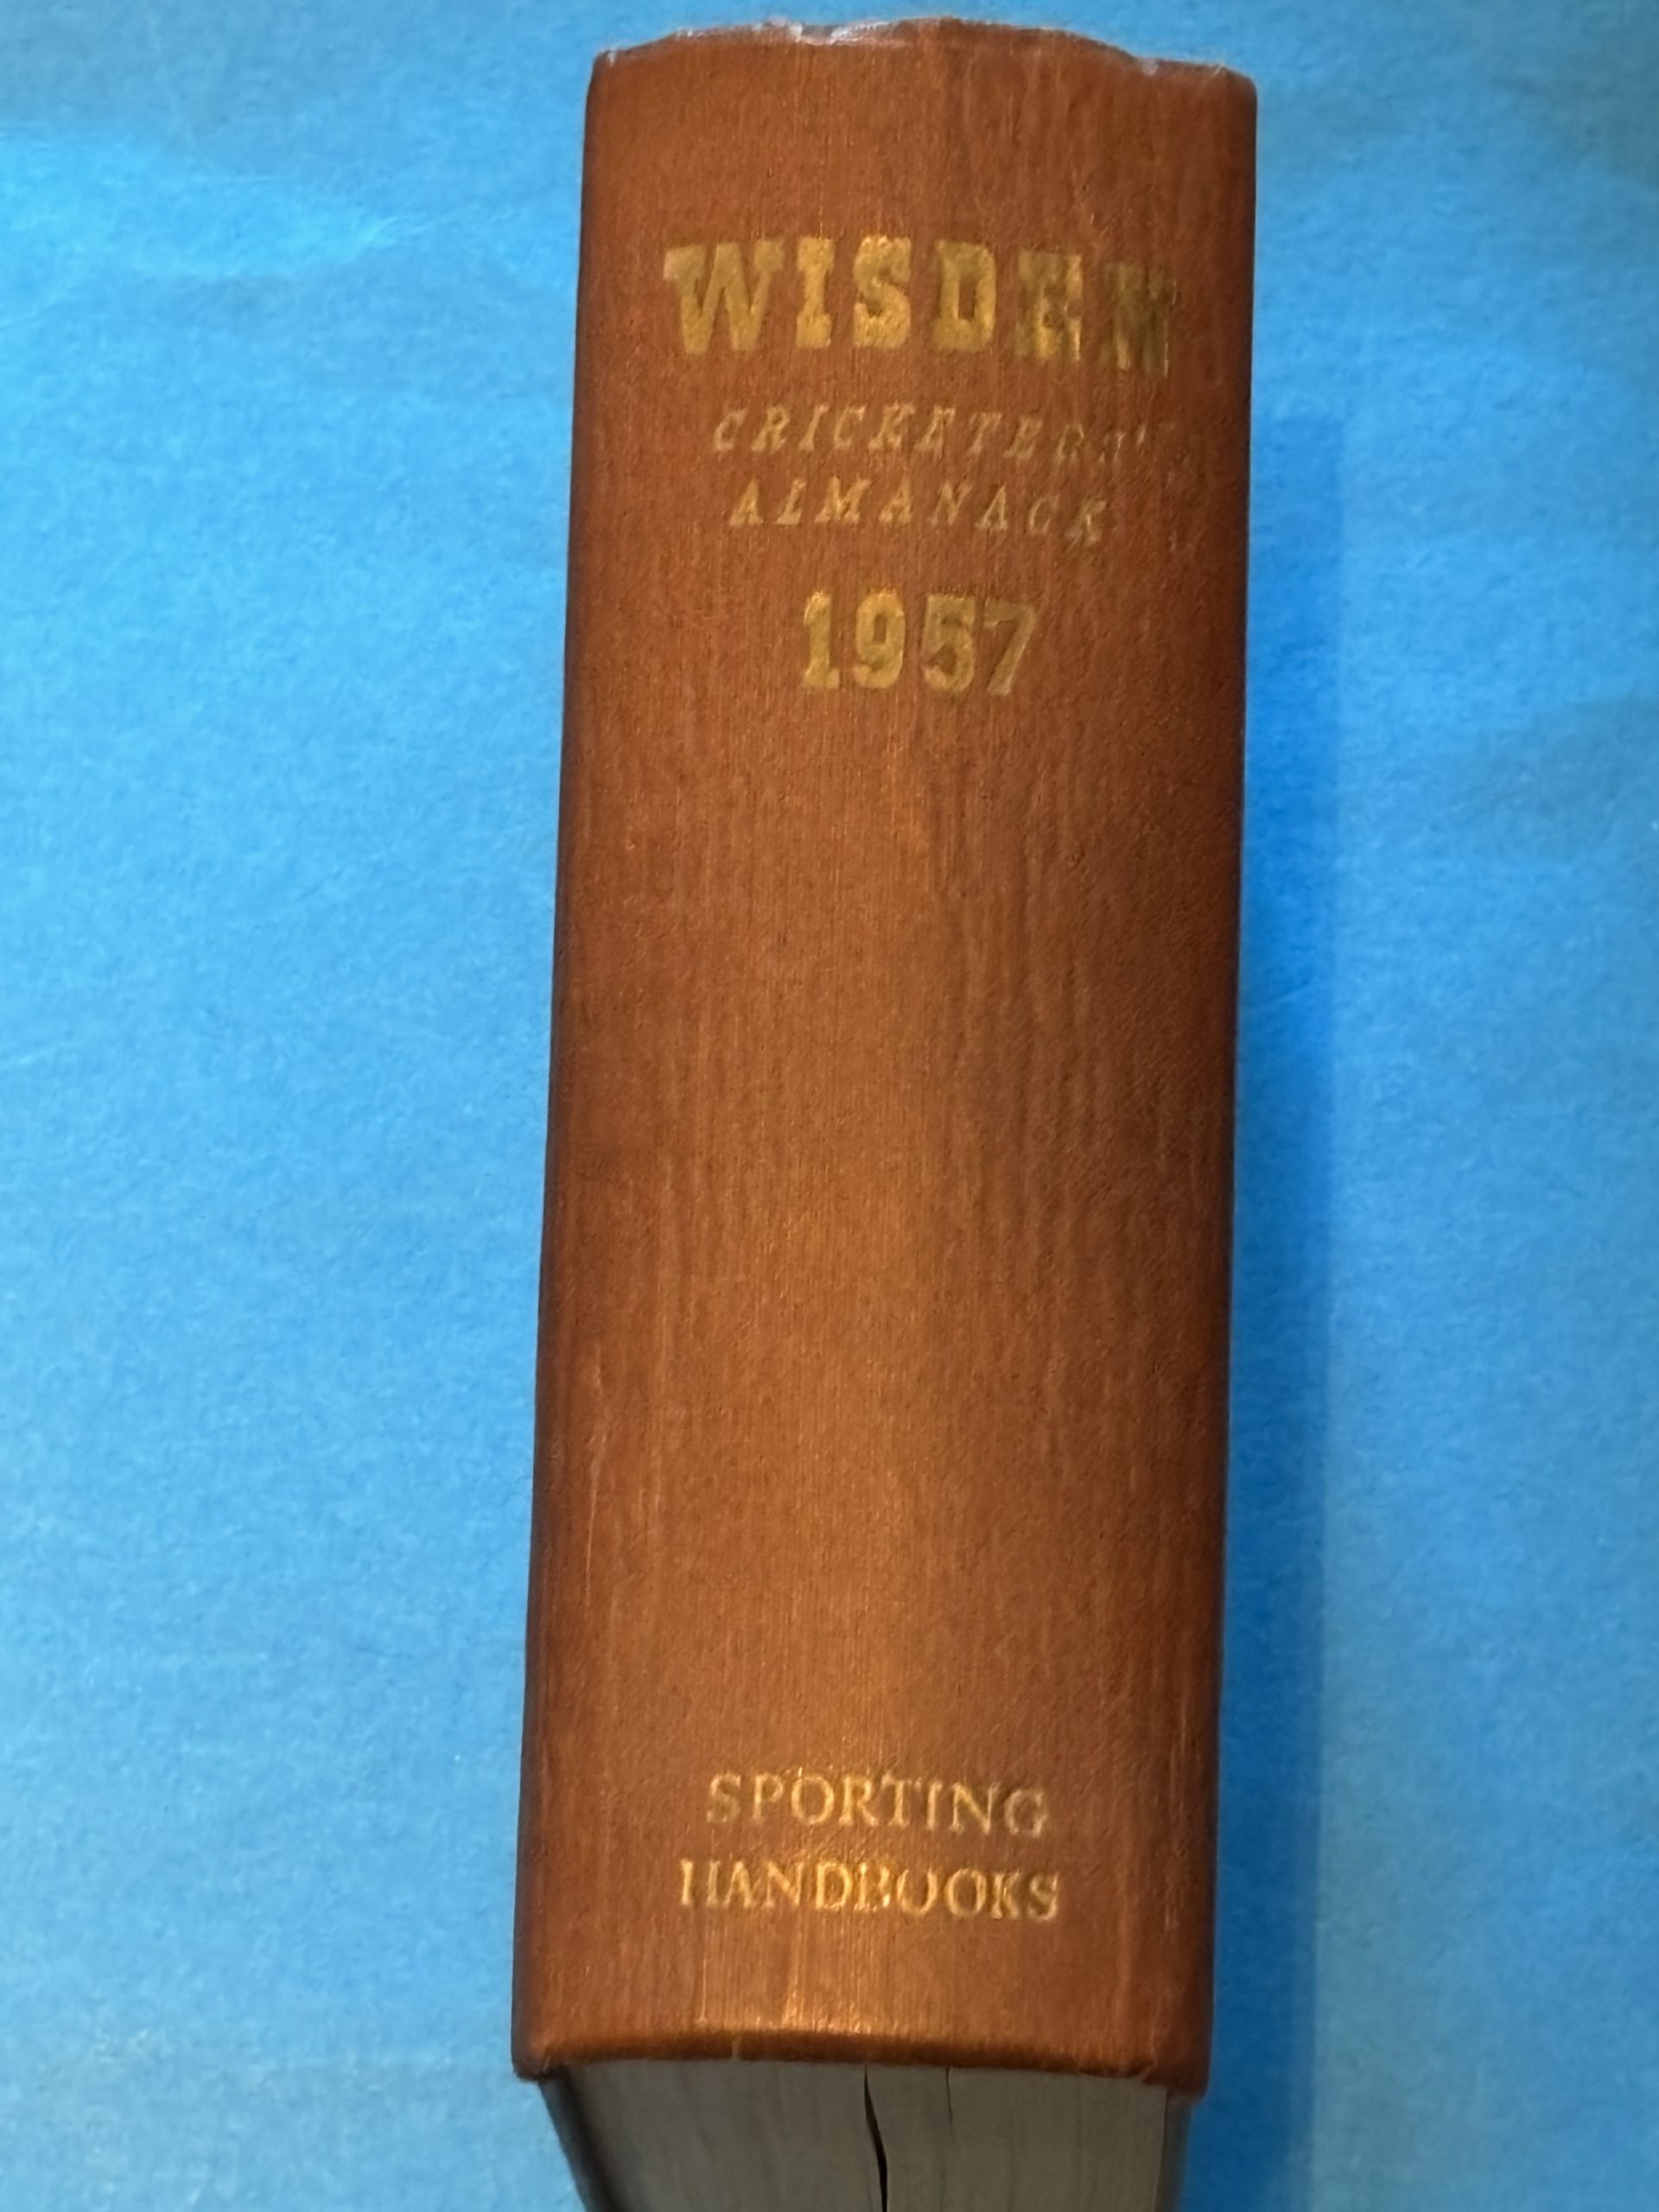 WISDEN
CRICKETERS'
ALMANACK
1957
SPORTING
HANDBOOKS